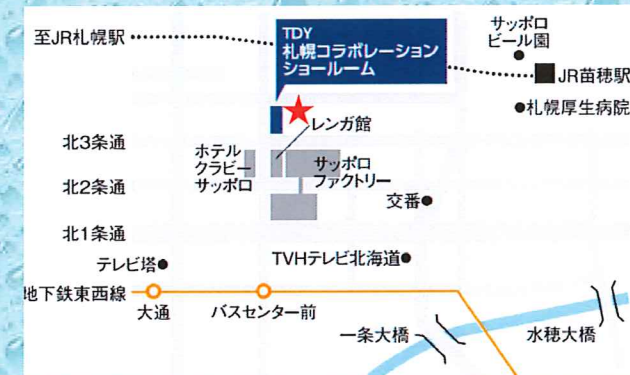 至JR札幌駅
TDY
札幌コラボレーション
ショールーム
サッポロ
ビール園
JR苗穂駅
札幌厚生病院
レンガ館
北3条通
ホテル
クラビー
サッポロ
サッポロ
ファクトリー
北2条通
交番
北1条通
テレビ塔
TVHテレビ北海道
地下鉄東西線
大通
バスセンター前
一条大橋
水穂大橋